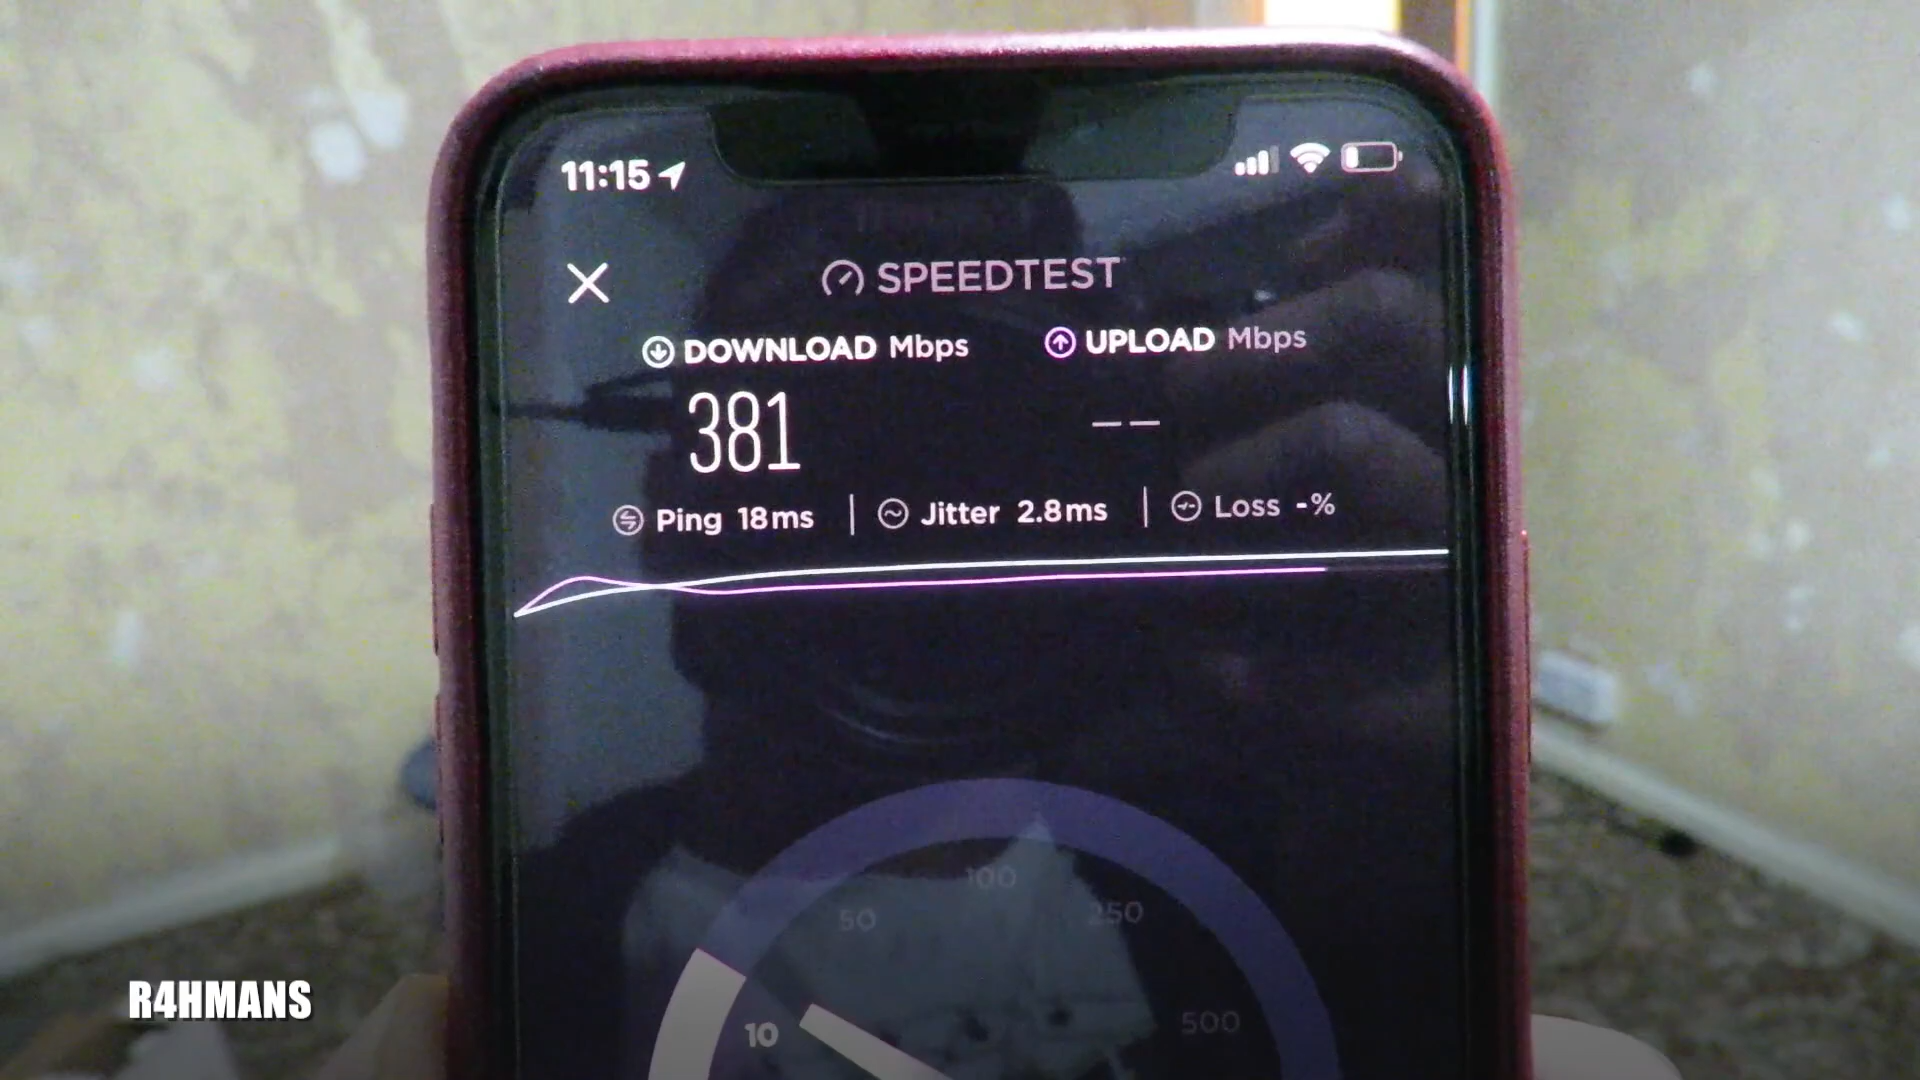 11:15
SPEEDTEST
DOWNLOAD Mbps
UPLOAD Mbps
381
— —
Ping 18ms | Jitter 2.8ms | Loss -%
100
50
250
500
10
R4HMANS